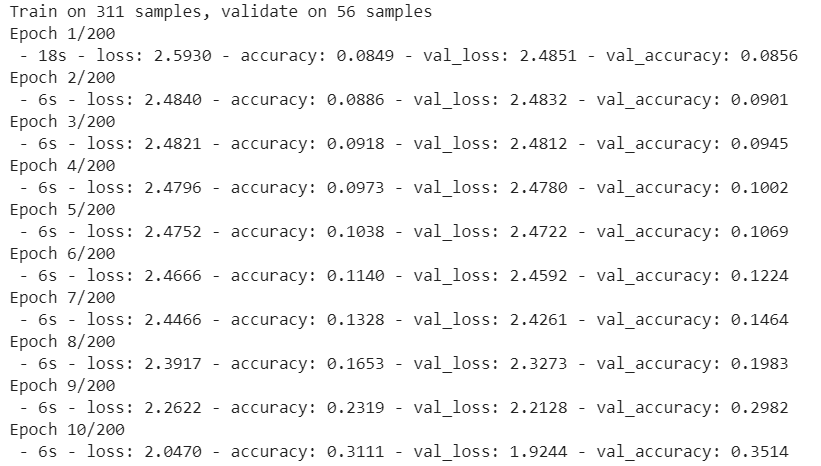 Train on 311 samples, validate on 56 samples
Epoch 1/200
 - 18s - loss: 2.5930 - accuracy: 0.0849 - val_loss: 2.4851 - val_accuracy: 0.0856
Epoch 2/200
 - 6s - loss: 2.4840 - accuracy: 0.0886 - val_loss: 2.4832 - val_accuracy: 0.0901
Epoch 3/200
 - 6s - loss: 2.4821 - accuracy: 0.0918 - val_loss: 2.4812 - val_accuracy: 0.0945
Epoch 4/200
 - 6s - loss: 2.4796 - accuracy: 0.0973 - val_loss: 2.4780 - val_accuracy: 0.1002
Epoch 5/200
 - 6s - loss: 2.4752 - accuracy: 0.1038 - val_loss: 2.4722 - val_accuracy: 0.1069
Epoch 6/200
 - 6s - loss: 2.4666 - accuracy: 0.1140 - val_loss: 2.4592 - val_accuracy: 0.1224
Epoch 7/200
 - 6s - loss: 2.4466 - accuracy: 0.1328 - val_loss: 2.4261 - val_accuracy: 0.1464
Epoch 8/200
 - 6s - loss: 2.3917 - accuracy: 0.1653 - val_loss: 2.3273 - val_accuracy: 0.1983
Epoch 9/200
 - 6s - loss: 2.2622 - accuracy: 0.2319 - val_loss: 2.2128 - val_accuracy: 0.2982
Epoch 10/200
 - 6s - loss: 2.0470 - accuracy: 0.3111 - val_loss: 1.9244 - val_accuracy: 0.3514